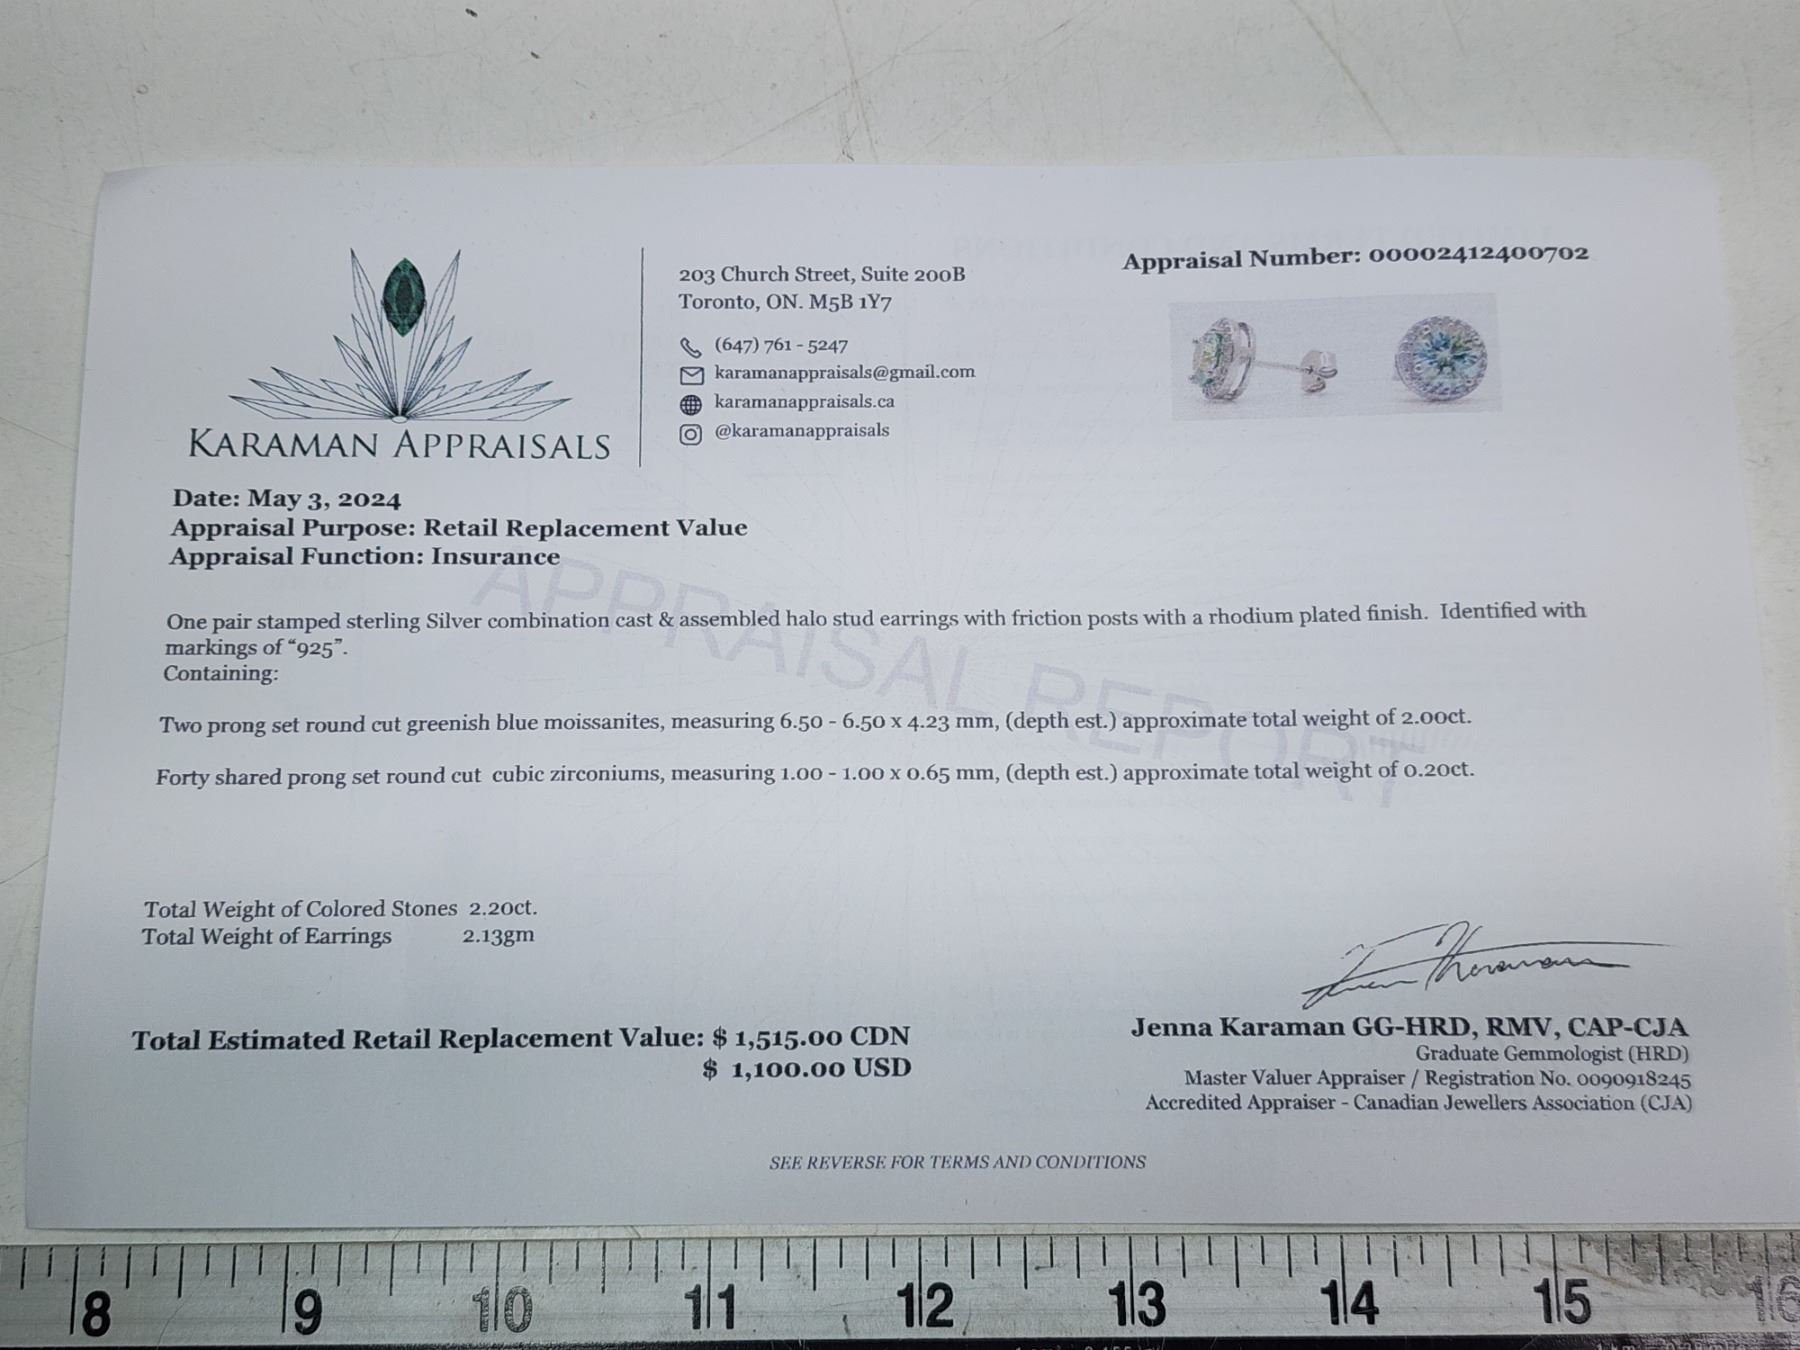 KARAMAN APPRAISALS
203 Church Street, Suite 200B
Toronto, ON. M5B 1Y7
(647) 761 - 5247
karamanappraisals@gmail.com
karamanappraisals.ca
@karamanappraisals
Appraisal Number: 00002412400702
Date: May 3, 2024
Appraisal Purpose: Retail Replacement Value
Appraisal Function: Insurance
APPRAISAL REPORT
One pair stamped sterling Silver combination cast & assembled halo stud earrings with friction posts with a rhodium plated finish. Identified with
markings of “925”.
Containing:
Two prong set round cut greenish blue moissanites, measuring 6.50 - 6.50 x 4.23 mm, (depth est.) approximate total weight of 2.00ct.
Forty shared prong set round cut cubic zirconiums, measuring 1.00 - 1.00 x 0.65 mm, (depth est.) approximate total weight of 0.20ct.
Total Weight of Colored Stones 2.20ct.
Total Weight of Earrings 2.13gm
Total Estimated Retail Replacement Value: $ 1,515.00 CDN
$ 1,100.00 USD
Jenna Karaman GG-HRD, RMV, CAP-CJA
Graduate Gemmologist (HRD)
Master Valuer Appraiser / Registration No. 0090918245
Accredited Appraiser - Canadian Jewellers Association (CJA)
SEE REVERSE FOR TERMS AND CONDITIONS
8 9 10 11 12 13 14 15 16